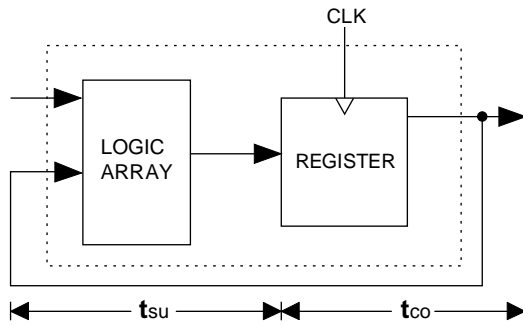 CLK
LOGIC
ARRAY
REGISTER
tsu
tco